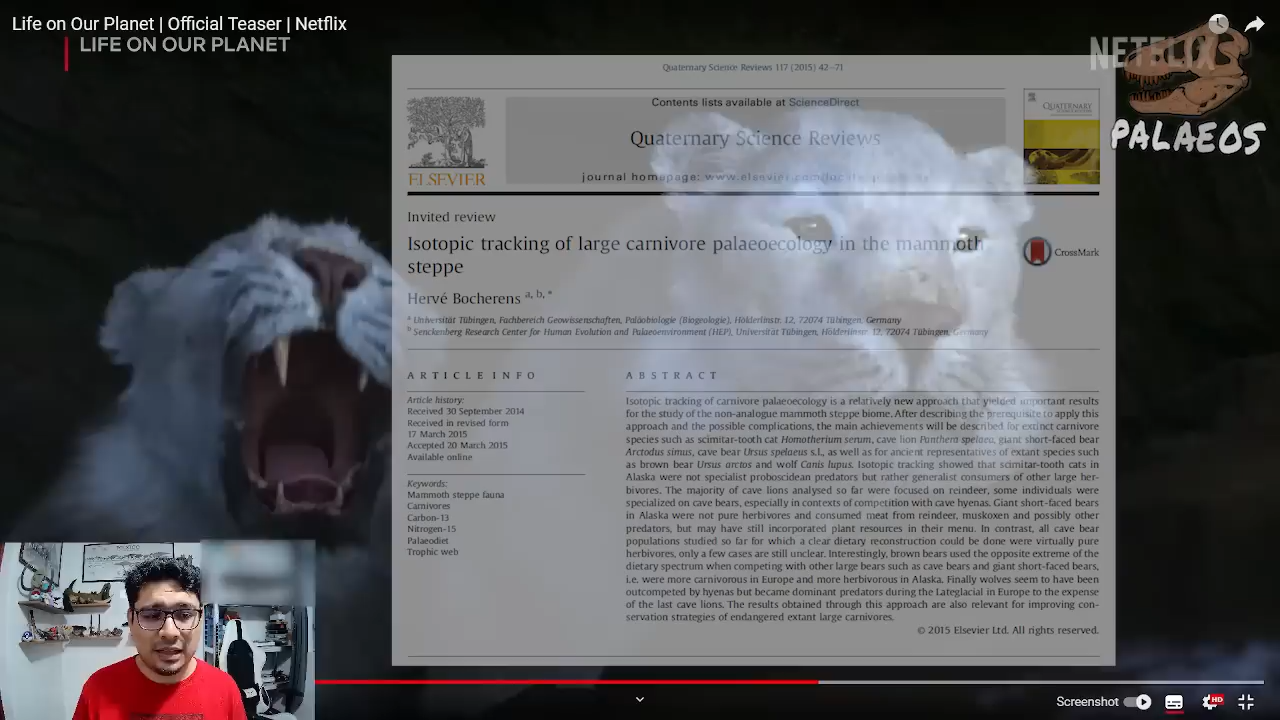 Life on Our Planet | Official Teaser | Netflix
LIFE ON OUR PLANET
NETFLIX
PALAEOS
Quaternary Science Reviews 117 (2015) 42–71
Contents lists available at ScienceDirect
Quaternary Science Reviews
journal homepage: www.elsevier.com/locate
ELSEVIER
QUATERNARY
Invited review
Isotopic tracking of large carnivore palaeoecology in the mammoth
steppe
CrossMark
Hervé Bocherens a, b, *
a Universität Tübingen, Fachbereich Geowissenschaften, Paläobiologie (Biogeologie), Hölderlinstr. 12, 72074 Tübingen, Germany
b Senckenberg Research Center for Human Evolution and Palaeoenvironment (HEP), Universität Tübingen, Hölderlinstr. 12, 72074 Tübingen, Germany
ARTICLE INFO
Article history:
Received 30 September 2014
Received in revised form
17 March 2015
Accepted 20 March 2015
Available online
Keywords:
Mammoth steppe fauna
Carnivores
Carbon-13
Nitrogen-15
Palaeodiet
Trophic web
ABSTRACT
Isotopic tracking of carnivore palaeoecology is a relatively new approach that yielded important results
for the study of the non-analogue mammoth steppe biome. After describing the prerequisite to apply this
approach and the possible complications, the main achievements will be described for extinct carnivore
species such as scimitar-tooth cat Homotherium serum, cave lion Panthera spelaea, giant short-faced bear
Arctodus simus, cave bear Ursus spelaeus s.l., as well as for ancient representatives of extant species such
as brown bear Ursus arctos and wolf Canis lupus. Isotopic tracking showed that scimitar-tooth cats in
Alaska were not specialist proboscidean predators but rather generalist consumers of other large her-
bivores. The majority of cave lions analysed so far were focused on reindeer, some individuals were
specialized on cave bears, especially in contexts of competition with cave hyenas. Giant short-faced bears
in Alaska were not pure herbivores and consumed meat from reindeer, muskoxen and possibly other
predators, but may have still incorporated plant resources in their menu. In contrast, all cave bear
populations studied so far for which a clear dietary reconstruction could be done were virtually pure
herbivores, only a few cases are still unclear. Interestingly, brown bears used the opposite extreme of the
dietary spectrum when competing with other large bears such as cave bears and giant short-faced bears,
i.e. were more carnivorous in Europe and more herbivorous in Alaska. Finally wolves seem to have been
outcompeted by hyenas but became dominant predators during the Lateglacial in Europe to the expense
of the last cave lions. The results obtained through this approach are also relevant for improving con-
servation strategies of endangered extant large carnivores.
© 2015 Elsevier Ltd. All rights reserved.
Screenshot
HD